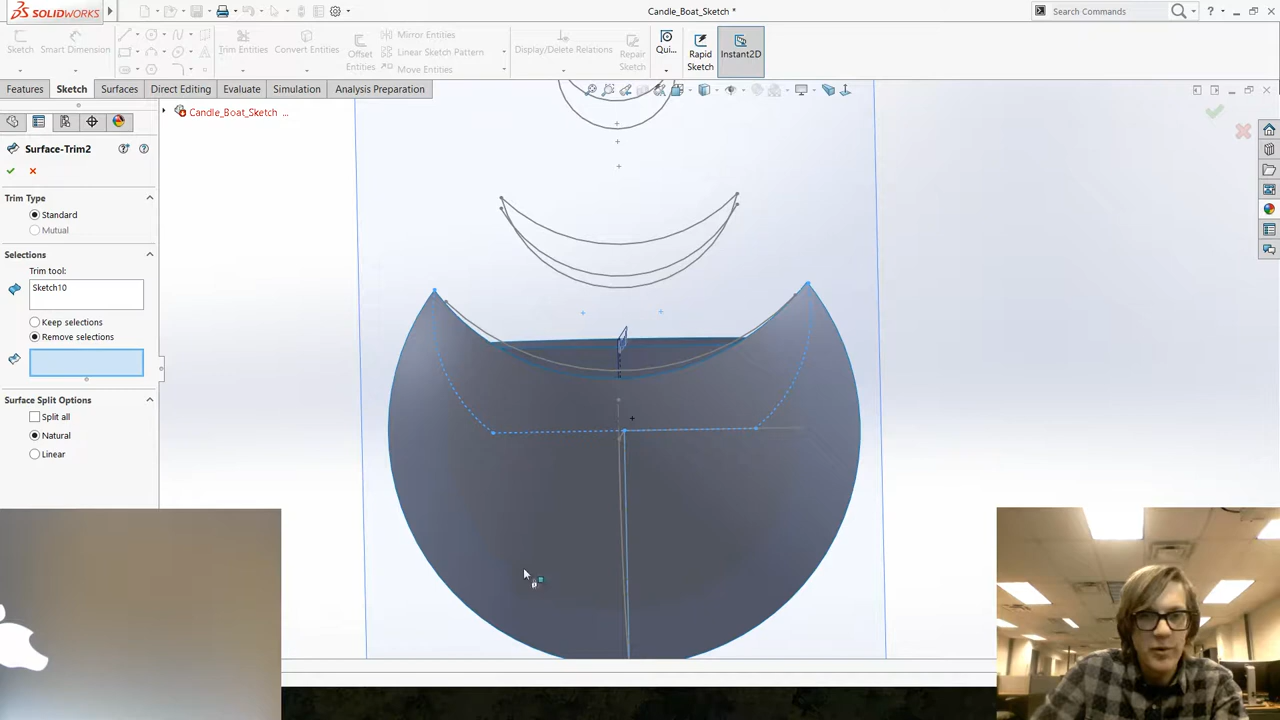 SOLIDWORKS
Candle_Boat_Sketch *
Search Commands
Sketch
Smart Dimension
Trim Entities
Convert Entities
Offset
Entities
Mirror Entities
Linear Sketch Pattern
Move Entities
Display/Delete Relations
Repair
Sketch
Qui...
Rapid
Sketch
Instant2D
Features
Sketch
Surfaces
Direct Editing
Evaluate
Simulation
Analysis Preparation
Candle_Boat_Sketch ...
Surface-Trim2
Trim Type
Standard
Mutual
Selections
Trim tool:
Sketch10
Keep selections
Remove selections
Surface Split Options
Split all
Natural
Linear